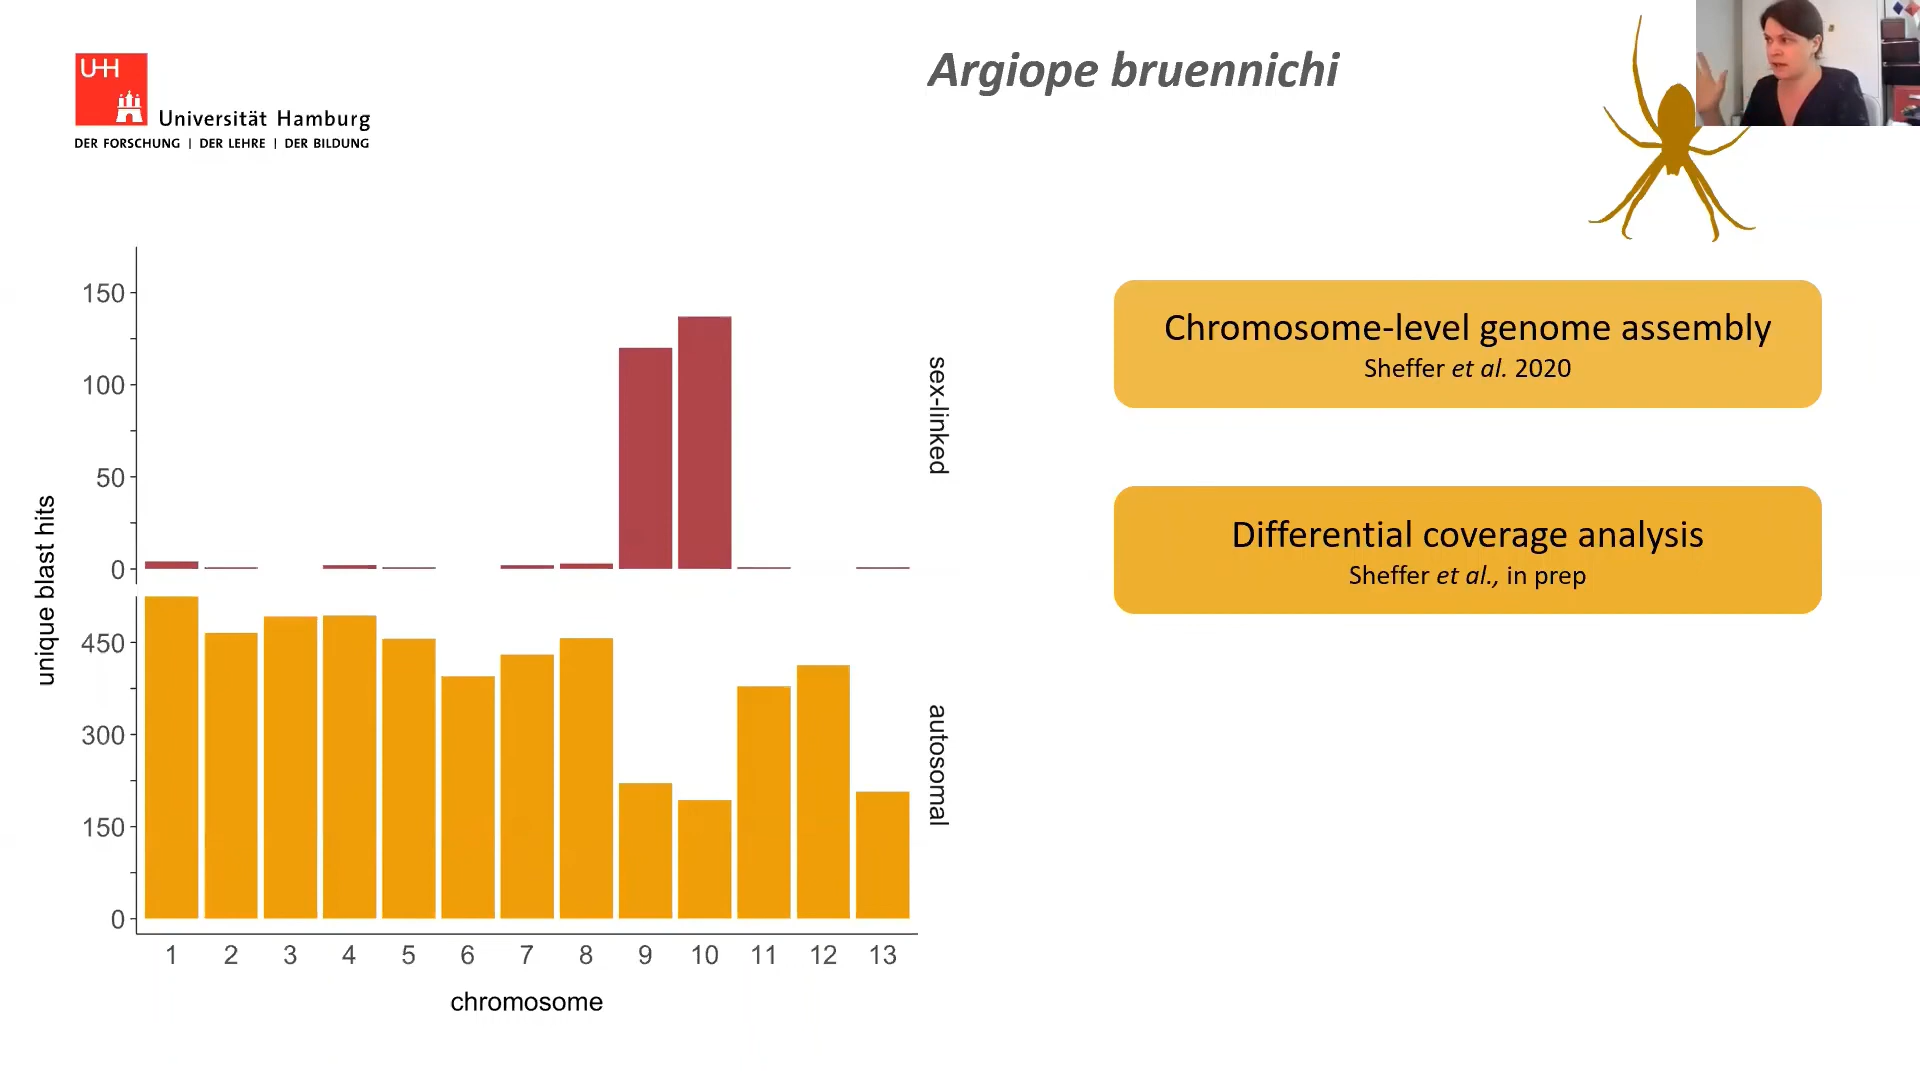 UHH
Universität Hamburg
DER FORSCHUNG | DER LEHRE | DER BILDUNG
Argiope bruennichi
unique blast hits
150
100
50
0
sex-linked
450
300
150
0
autosomal
1 2 3 4 5 6 7 8 9 10 11 12 13
chromosome
Chromosome-level genome assembly
Sheffer et al. 2020
Differential coverage analysis
Sheffer et al., in prep